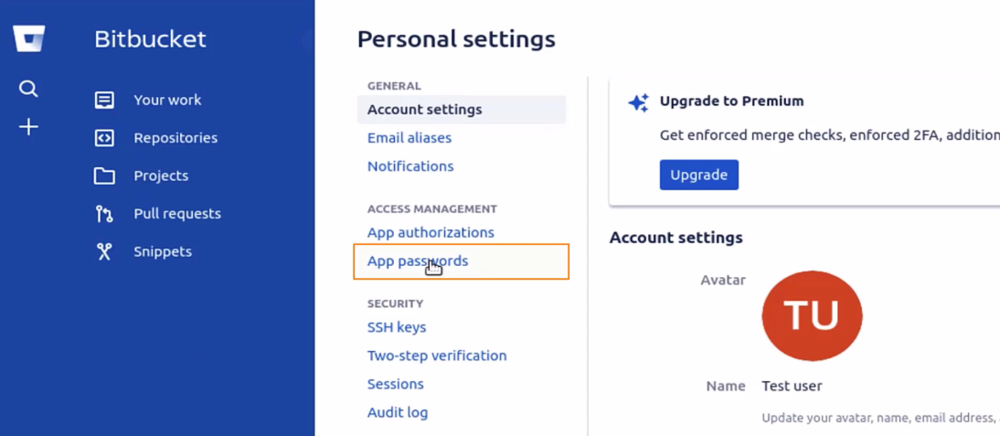 Bitbucket
Your work
Repositories
Projects
Pull requests
Snippets
Personal settings
GENERAL
Account settings
Email aliases
Notifications
ACCESS MANAGEMENT
App authorizations
App passwords
SECURITY
SSH keys
Two-step verification
Sessions
Audit log
Upgrade to Premium
Get enforced merge checks, enforced 2FA, addition
Upgrade
Account settings
Avatar
TU
Name Test user
Update your avatar, name, email address,